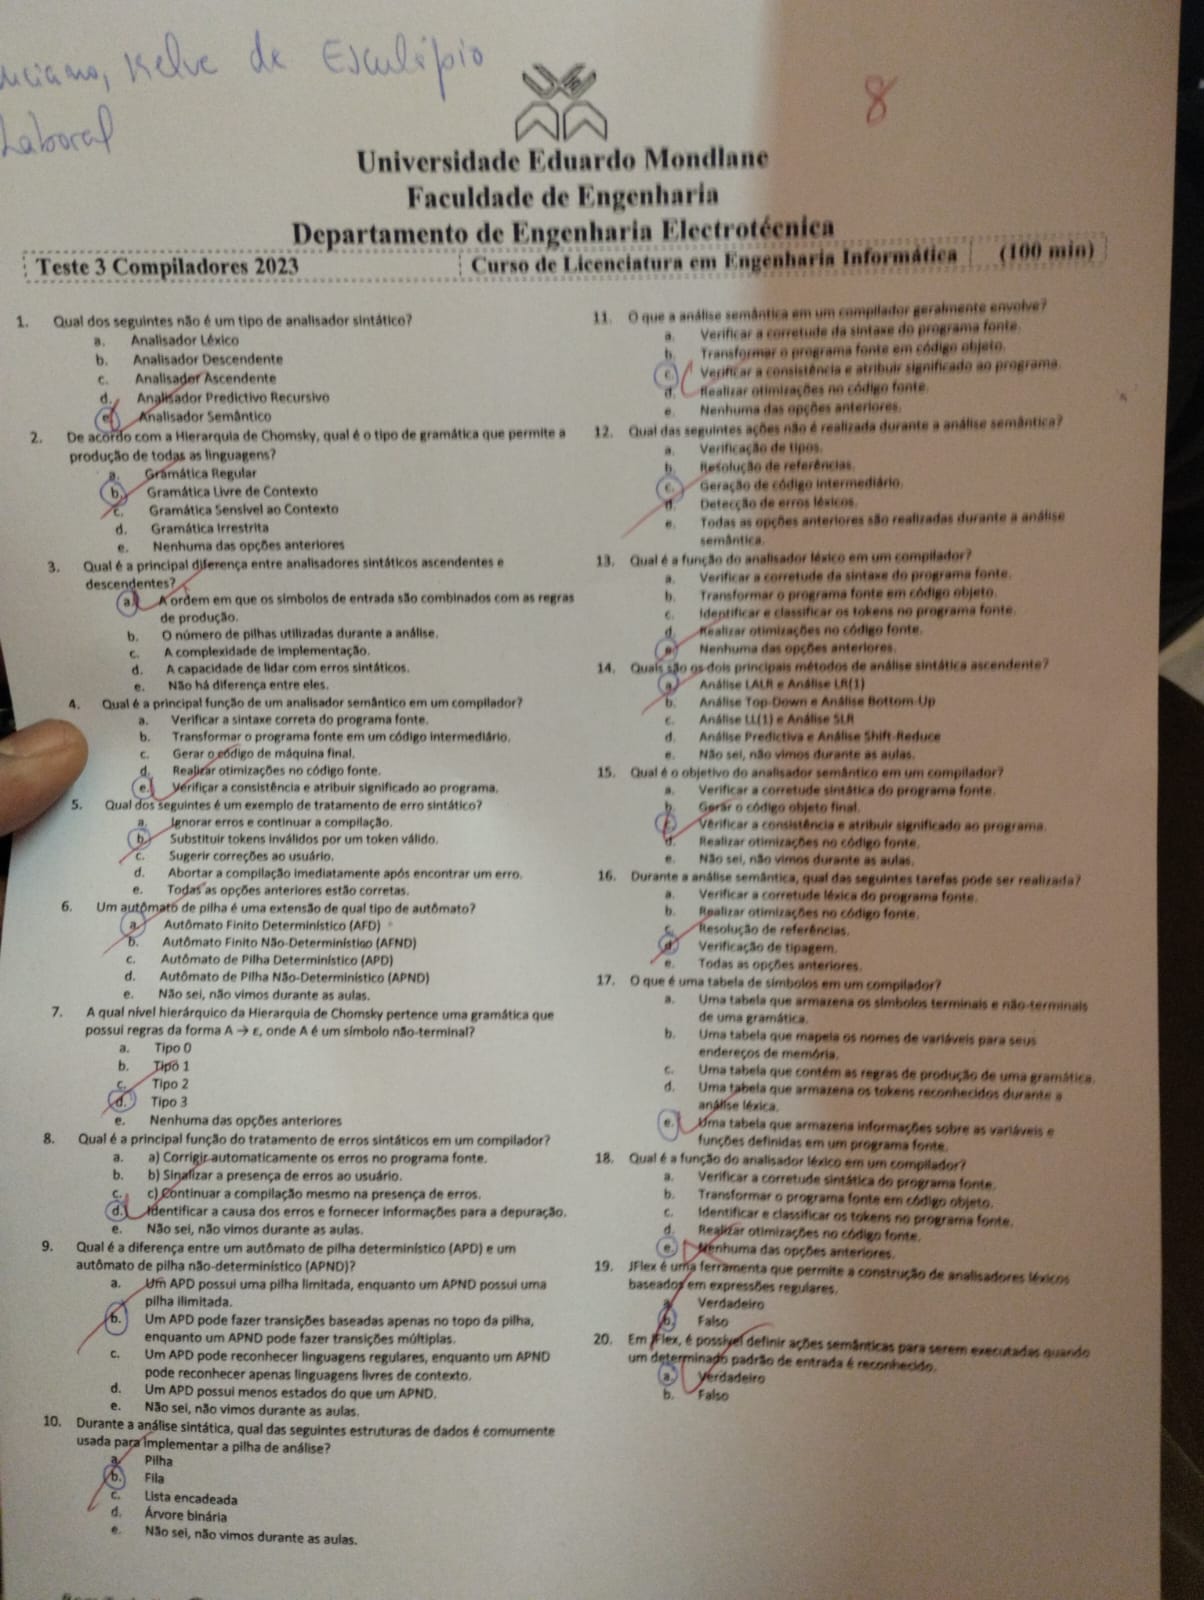 Kelve de Esculápio
Laboral
8
Universidade Eduardo Mondlane
Faculdade de Engenharia
Departamento de Engenharia Electrotécnica
Teste 3 Compiladores 2023 Curso de Licenciatura em Engenharia Informática (100 min)
1. Qual dos seguintes não é um tipo de analisador sintático?
a. Analisador Léxico
b. Analisador Descendente
c. Analisador Ascendente
d. Analisador Predictivo Recursivo
e. Analisador Semântico
2. De acordo com a Hierarquia de Chomsky, qual é o tipo de gramática que permite a
produção de todas as linguagens?
a. Gramática Regular
b. Gramática Livre de Contexto
c. Gramática Sensível ao Contexto
d. Gramática Irrestrita
e. Nenhuma das opções anteriores
3. Qual é a principal diferença entre analisadores sintáticos ascendentes e
descendentes?
a. A ordem em que os símbolos de entrada são combinados com as regras
de produção.
b. O número de pilhas utilizadas durante a análise.
c. A complexidade de implementação.
d. A capacidade de lidar com erros sintáticos.
e. Não há diferença entre eles.
4. Qual é a principal função de um analisador semântico em um compilador?
a. Verificar a sintaxe correta do programa fonte.
b. Transformar o programa fonte em um código intermediário.
c. Gerar o código de máquina final.
d. Realizar otimizações no código fonte.
e. Verificar a consistência e atribuir significado ao programa.
5. Qual dos seguintes é um exemplo de tratamento de erro sintático?
a. Ignorar erros e continuar a compilação.
b. Substituir tokens inválidos por um token válido.
c. Sugerir correções ao usuário.
d. Abortar a compilação imediatamente após encontrar um erro.
e. Todas as opções anteriores estão corretas.
6. Um autômato de pilha é uma extensão de qual tipo de autômato?
a. Autômato Finito Determinístico (AFD)
b. Autômato Finito Não-Determinístico (AFND)
c. Autômato de Pilha Determinístico (APD)
d. Autômato de Pilha Não-Determinístico (APND)
e. Não sei, não vimos durante as aulas.
7. A qual nível hierárquico da Hierarquia de Chomsky pertence uma gramática que
possui regras da forma A → ε, onde A é um símbolo não-terminal?
a. Tipo 0
b. Tipo 1
c. Tipo 2
d. Tipo 3
e. Nenhuma das opções anteriores
8. Qual é a principal função do tratamento de erros sintáticos em um compilador?
a. a) Corrigir automaticamente os erros no programa fonte.
b. b) Sinalizar a presença de erros ao usuário.
c. c) Continuar a compilação mesmo na presença de erros.
d. Identificar a causa dos erros e fornecer informações para a depuração.
e. Não sei, não vimos durante as aulas.
9. Qual é a diferença entre um autômato de pilha determinístico (APD) e um
autômato de pilha não-determinístico (APND)?
a. Um APD possui uma pilha limitada, enquanto um APND possui uma
pilha ilimitada.
b. Um APD pode fazer transições baseadas apenas no topo da pilha,
enquanto um APND pode fazer transições múltiplas.
c. Um APD pode reconhecer linguagens regulares, enquanto um APND
pode reconhecer apenas linguagens livres de contexto.
d. Um APD possui menos estados do que um APND.
e. Não sei, não vimos durante as aulas.
10. Durante a análise sintática, qual das seguintes estruturas de dados é comumente
usada para implementar a pilha de análise?
a. Pilha
b. Fila
c. Lista encadeada
d. Árvore binária
e. Não sei, não vimos durante as aulas.
11. O que a análise semântica em um compilador geralmente envolve?
a. Verificar a corretude da sintaxe do programa fonte.
b. Transformar o programa fonte em código objeto.
c. Verificar a consistência e atribuir significado ao programa.
d. Realizar otimizações no código fonte.
e. Nenhuma das opções anteriores.
12. Qual das seguintes ações não é realizada durante a análise semântica?
a. Verificação de tipos.
b. Resolução de referências.
c. Geração de código intermediário.
d. Detecção de erros léxicos.
e. Todas as opções anteriores são realizadas durante a análise
semântica.
13. Qual é a função do analisador léxico em um compilador?
a. Verificar a corretude da sintaxe do programa fonte.
b. Transformar o programa fonte em código objeto.
c. Identificar e classificar os tokens no programa fonte.
d. Realizar otimizações no código fonte.
e. Nenhuma das opções anteriores.
14. Quais são os dois principais métodos de análise sintática ascendente?
a. Análise LALR e Análise LR(1)
b. Análise Top-Down e Análise Bottom-Up
c. Análise LL(1) e Análise SLR
d. Análise Predictiva e Análise Shift-Reduce
e. Não sei, não vimos durante as aulas.
15. Qual é o objetivo do analisador semântico em um compilador?
a. Verificar a corretude sintática do programa fonte.
b. Gerar o código objeto final.
c. Verificar a consistência e atribuir significado ao programa.
d. Realizar otimizações no código fonte.
e. Não sei, não vimos durante as aulas.
16. Durante a análise semântica, qual das seguintes tarefas pode ser realizada?
a. Verificar a corretude léxica do programa fonte.
b. Realizar otimizações no código fonte.
c. Resolução de referências.
d. Verificação de tipagem.
e. Todas as opções anteriores.
17. O que é uma tabela de símbolos em um compilador?
a. Uma tabela que armazena os símbolos terminais e não-terminais
de uma gramática.
b. Uma tabela que mapeia os nomes de variáveis para seus
endereços de memória.
c. Uma tabela que contém as regras de produção de uma gramática.
d. Uma tabela que armazena os tokens reconhecidos durante a
análise léxica.
e. Uma tabela que armazena informações sobre as variáveis e
funções definidas em um programa fonte.
18. Qual é a função do analisador léxico em um compilador?
a. Verificar a corretude sintática do programa fonte.
b. Transformar o programa fonte em código objeto.
c. Identificar e classificar os tokens no programa fonte.
d. Realizar otimizações no código fonte.
e. Nenhuma das opções anteriores.
19. JFlex é uma ferramenta que permite a construção de analisadores léxicos
baseados em expressões regulares.
a. Verdadeiro
b. Falso
20. Em JFlex, é possível definir ações semânticas para serem executadas quando
um determinado padrão de entrada é reconhecido.
a. Verdadeiro
b. Falso